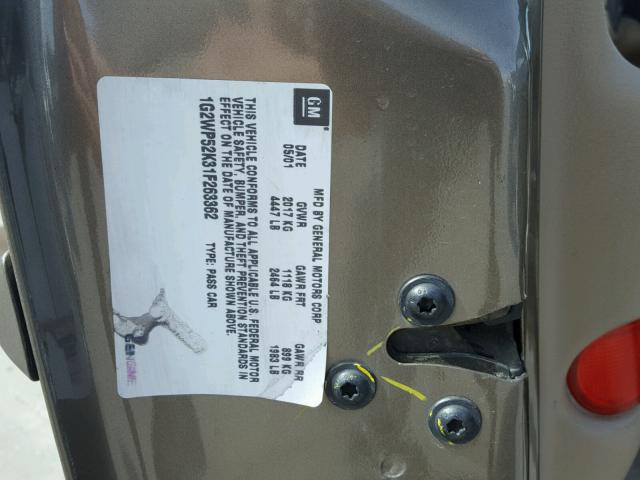 GM
MFD BY GENERAL MOTORS CORP
DATE GVWR GAWR FRT GAWR RR
05/01 2017 KG 1118 KG 899 KG
4447 LB 2464 LB 1983 LB
THIS VEHICLE CONFORMS TO ALL APPLICABLE U.S. FEDERAL MOTOR
VEHICLE SAFETY, BUMPER, AND THEFT PREVENTION STANDARDS IN
EFFECT ON THE DATE OF MANUFACTURE SHOWN ABOVE.
1G2WP52K31F263362 TYPE: PASS CAR
GENUINE